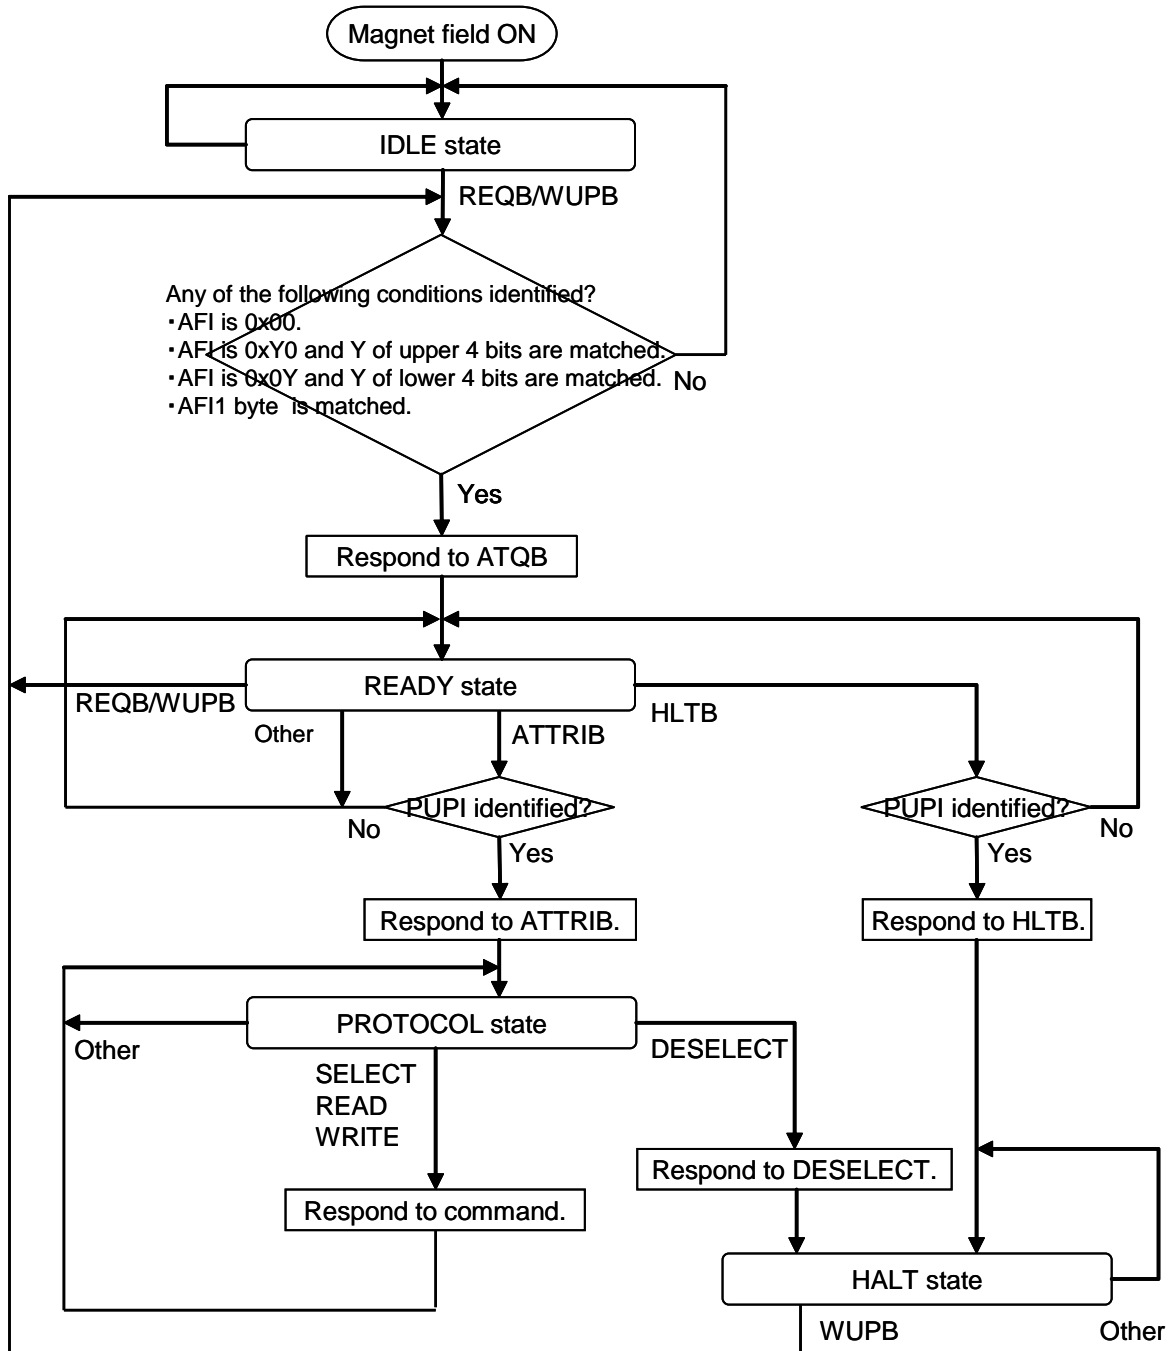 Magnet field ON
IDLE state
REQB/WUPB
Any of the following conditions identified?
・AFI is 0x00.
・AFI is 0xY0 and Y of upper 4 bits are matched.
・AFI is 0x0Y and Y of lower 4 bits are matched.
No
・AFI1 byte  is matched.
Yes
Respond to ATQB
READY state
REQB/WUPB
HLTB
Other
ATTRIB
PUPI identified?
PUPI identified?
No
No
Yes
Yes
Respond to ATTRIB.
Respond to HLTB.
PROTOCOL state
Other
DESELECT
SELECT
READ
WRITE
Respond to DESELECT.
Respond to command.
HALT state
WUPB
Other